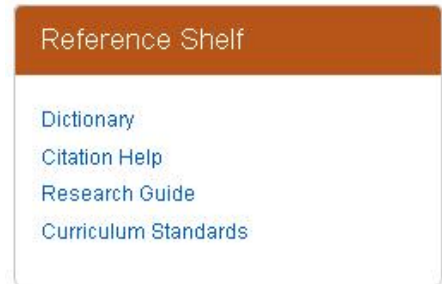 Reference Shelf
Dictionary
Citation Help
Research Guide
Curriculum Standards